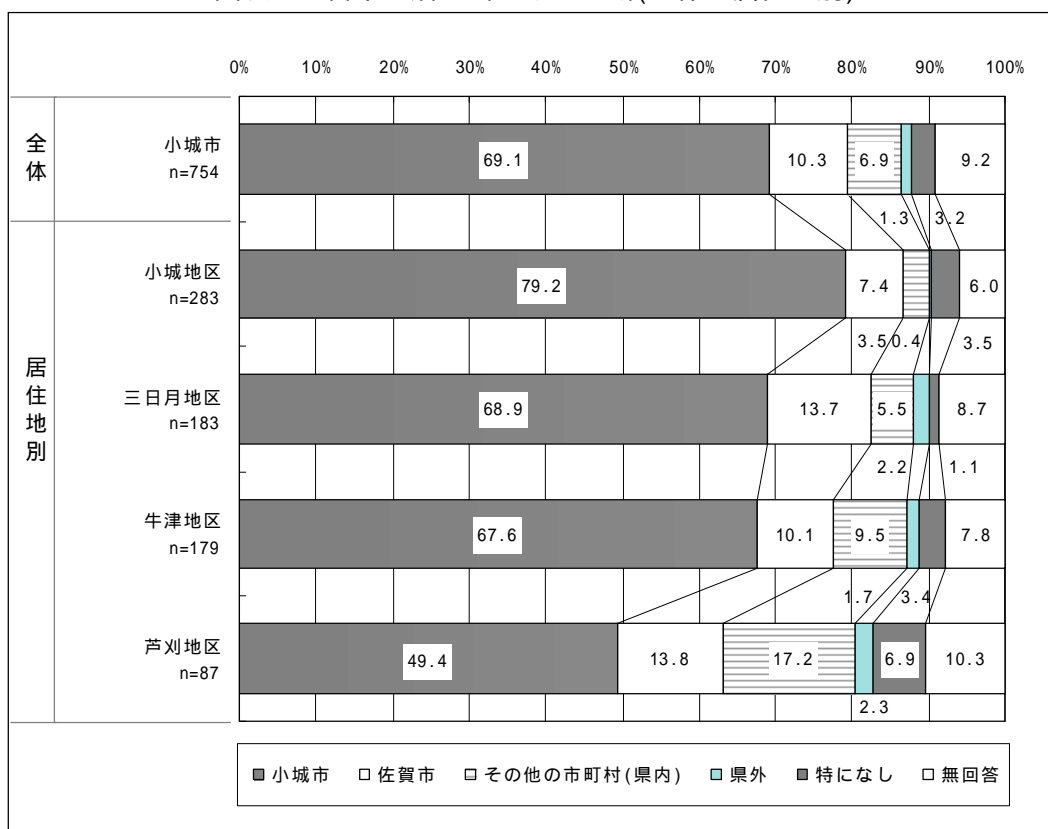 0% 10% 20% 30% 40% 50% 60% 70% 80% 90% 100%
全体
小城市
n=754
69.1 10.3 6.9 9.2
1.3 3.2
居住地別
小城地区
n=283
79.2 7.4 6.0
3.5 0.4 3.5
三日月地区
n=183
68.9 13.7 5.5 8.7
2.2 1.1
牛津地区
n=179
67.6 10.1 9.5 7.8
1.7 3.4
芦刈地区
n=87
49.4 13.8 17.2 6.9 10.3
2.3
小城市 佐賀市 その他の市町村(県内) 県外 特になし 無回答